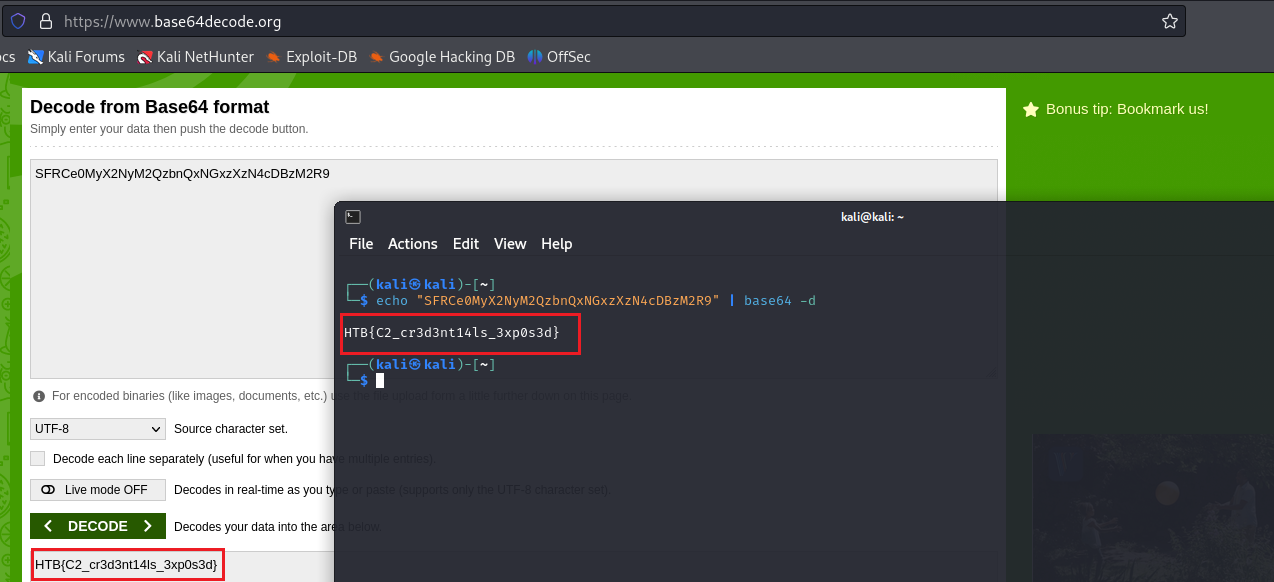 https://www.base64decode.org
ocs Kali Forums Kali NetHunter Exploit-DB Google Hacking DB OffSec
Decode from Base64 format
Simply enter your data then push the decode button.
SFRCe0MyX2NyM2QzbnQxNGxzXzN4cDBzM2R9
Bonus tip: Bookmark us!
kali@kali: ~
File Actions Edit View Help
┌──(kali㉿kali)-[~]
└─$ echo "SFRCe0MyX2NyM2QzbnQxNGxzXzN4cDBzM2R9" | base64 -d
HTB{C2_cr3d3nt14ls_3xp0s3d}
┌──(kali㉿kali)-[~]
└─$
For encoded binaries (like images, documents, etc.) use the file upload form a little further down on this page.
UTF-8 Source character set.
Decode each line separately (useful for when you have multiple entries).
Live mode OFF Decodes in real-time as you type or paste (supports only the UTF-8 character set).
< DECODE > Decodes your data into the area below.
HTB{C2_cr3d3nt14ls_3xp0s3d}